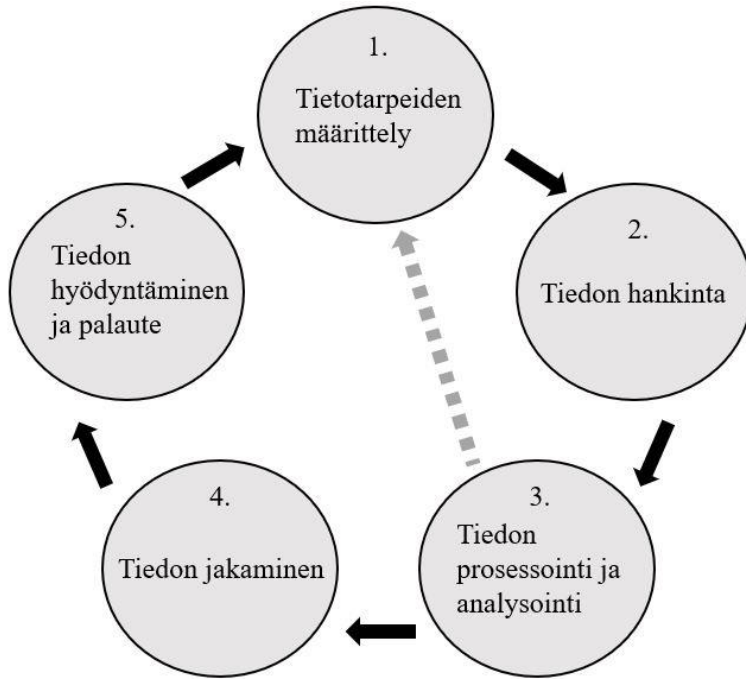 1.
Tietotarpeiden
määrittely
2.
Tiedon hankinta
3.
Tiedon
prosessointi ja
analysointi
4.
Tiedon jakaminen
5.
Tiedon
hyödyntäminen
ja palaute